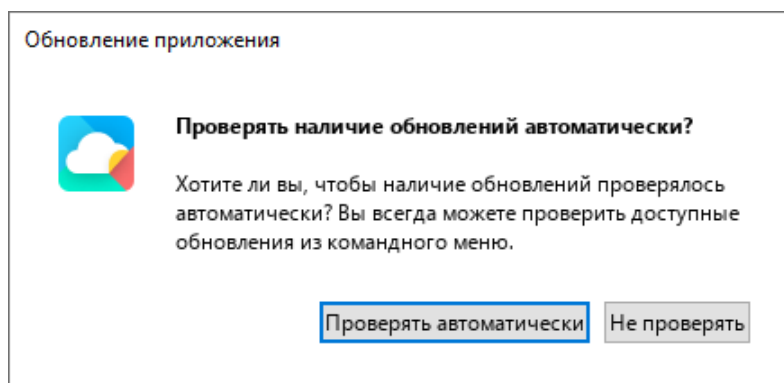 Обновление приложения
Проверять наличие обновлений автоматически?
Хотите ли вы, чтобы наличие обновлений проверялось
автоматически? Вы всегда можете проверить доступные
обновления из командного меню.
Проверять автоматически Не проверять